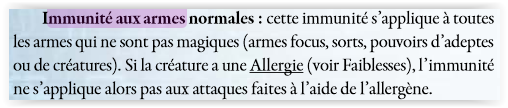 Immunité aux armes normales : cette immunité s’applique à toutes
les armes qui ne sont pas magiques (armes focus, sorts, pouvoirs d’adeptes
ou de créatures). Si la créature a une Allergie (voir Faiblesses), l’immunité
ne s’applique alors pas aux attaques faites à l’aide de l’allergène.